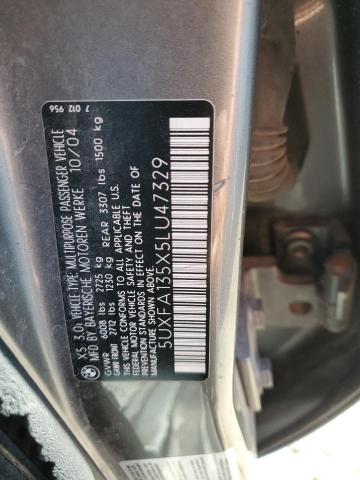 X5 3.0i VEHICLE TYPE: MULTIPURPOSE PASSENGER VEHICLE
MFD BY BAYERISCHE MOTOREN WERKE 10/04
GVWR 6008 lbs 2725 kg
GAWR FRONT 2712 lbs 1230 kg REAR 3307 lbs 1500 kg
THIS VEHICLE CONFORMS TO ALL APPLICABLE U.S.
FEDERAL MOTOR VEHICLE SAFETY AND THEFT
PREVENTION STANDARDS IN EFFECT ON THE DATE
OF MANUFACTURE SHOWN ABOVE.
5UXFA135X5LU47329
7 012 956